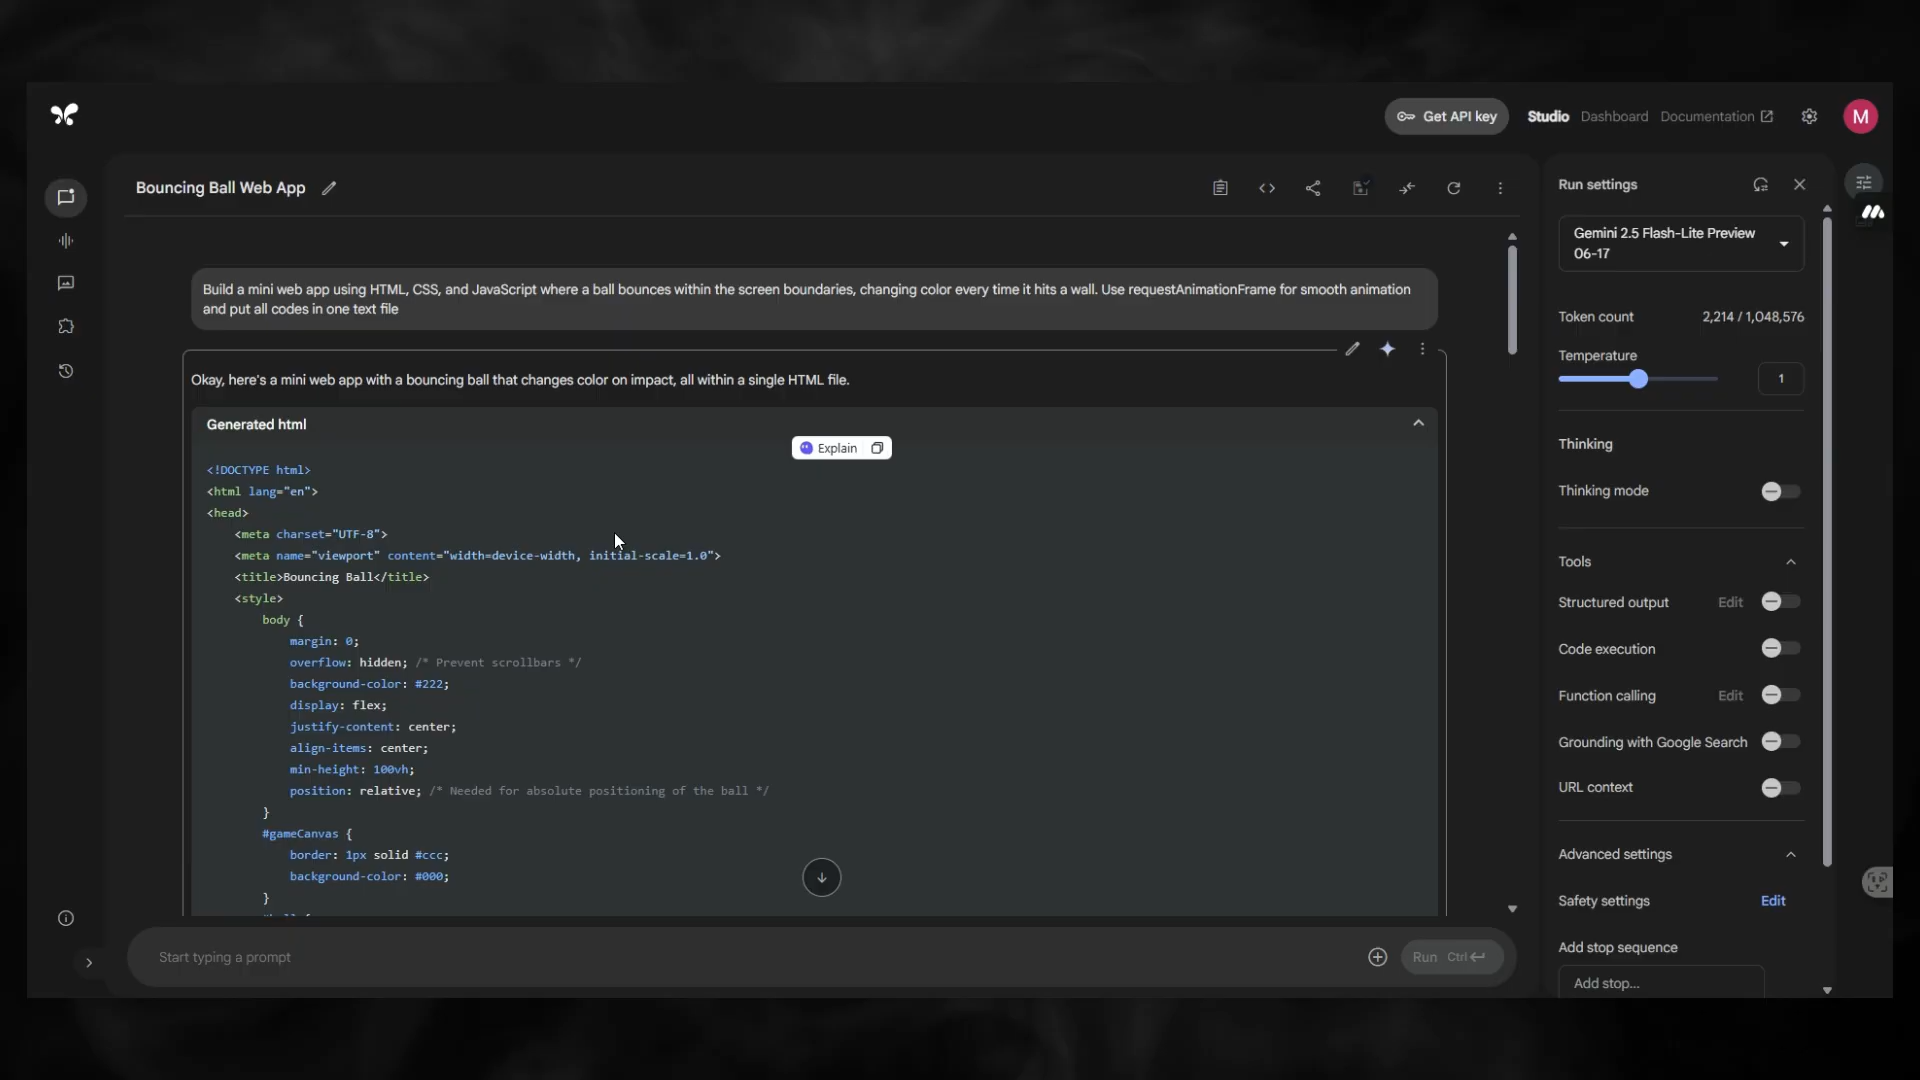 Get API key
Studio
Dashboard
Documentation
M
Bouncing Ball Web App
Run settings
Gemini 2.5 Flash-Lite Preview
06-17
Build a mini web app using HTML, CSS, and JavaScript where a ball bounces within the screen boundaries, changing color every time it hits a wall. Use requestAnimationFrame for smooth animation
and put all codes in one text file
Token count 2,214 / 1,048,576
Temperature
1
Okay, here's a mini web app with a bouncing ball that changes color on impact, all within a single HTML file.
Generated html
Explain
<!DOCTYPE html>
<html lang="en">
<head>
<meta charset="UTF-8">
<meta name="viewport" content="width=device-width, initial-scale=1.0">
<title>Bouncing Ball</title>
<style>
body {
margin: 0;
overflow: hidden; /* Prevent scrollbars */
background-color: #222;
display: flex;
justify-content: center;
align-items: center;
min-height: 100vh;
position: relative; /* Needed for absolute positioning of the ball */
}
#gameCanvas {
border: 1px solid #ccc;
background-color: #000;
}
Thinking
Thinking mode
Tools
Structured output Edit
Code execution
Function calling Edit
Grounding with Google Search
URL context
Advanced settings
Safety settings Edit
Add stop sequence
Add stop...
Start typing a prompt
Run Ctrl